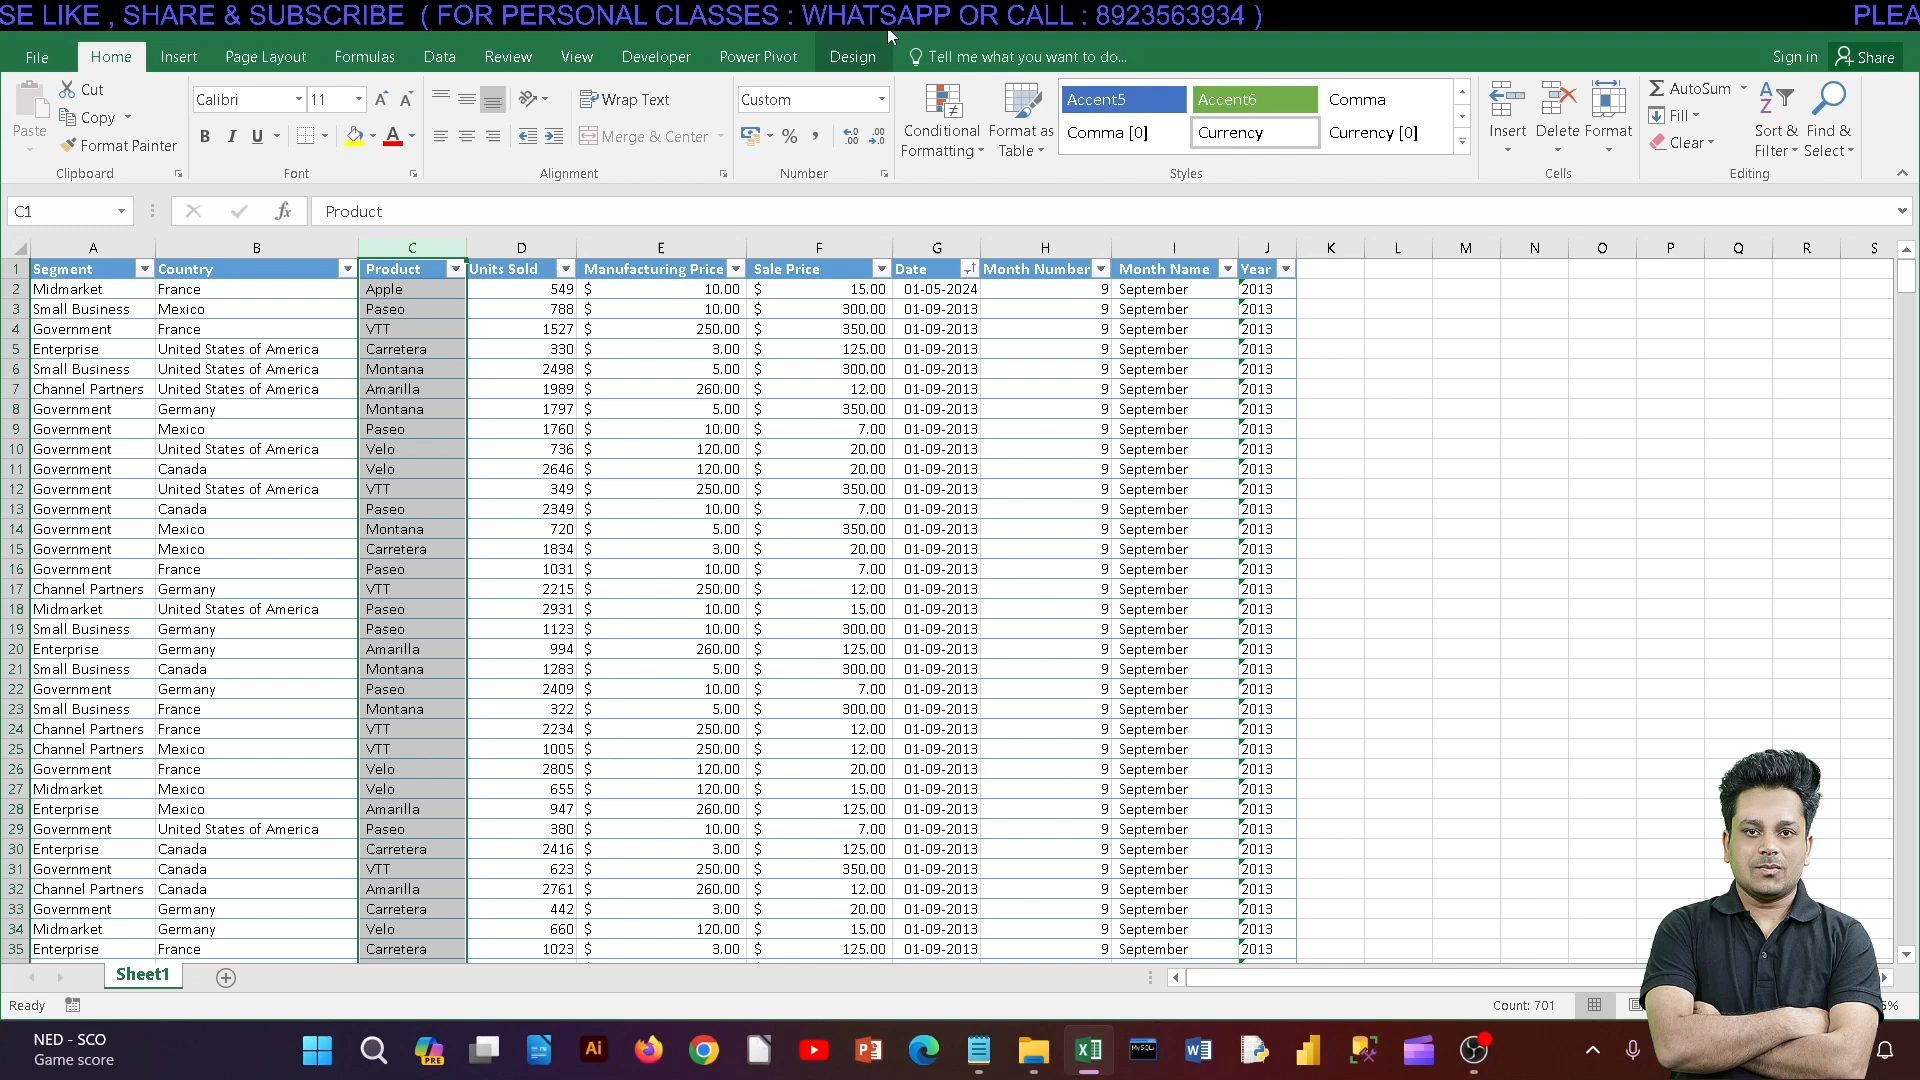 SE LIKE , SHARE & SUBSCRIBE ( FOR PERSONAL CLASSES : WHATSAPP OR CALL : 8923563934 ) PLEA
File Home Insert Page Layout Formulas Data Review View Developer Power Pivot Design Tell me what you want to do... Sign in Share
Paste Cut Copy Format Painter Clipboard
Calibri 11 B I U A A Font
Wrap Text Merge & Center Alignment
Custom % , Number
Conditional Formatting Format as Table
Accent5 Accent6 Comma
Comma [0] Currency Currency [0]
Styles
Insert Delete Format Cells
AutoSum Fill Clear Sort & Filter Find & Select Editing
C1 fx Product
A B C D E F G H I J K L M N O P Q R S
1 Segment Country Product Units Sold Manufacturing Price Sale Price Date Month Number Month Name Year
2 Midmarket France Apple 549 $ 10.00 $ 15.00 01-05-2024 9 September 2013
3 Small Business Mexico Paseo 788 $ 10.00 $ 300.00 01-09-2013 9 September 2013
4 Government France VTT 1527 $ 250.00 $ 350.00 01-09-2013 9 September 2013
5 Enterprise United States of America Carretera 330 $ 3.00 $ 125.00 01-09-2013 9 September 2013
6 Small Business United States of America Montana 2498 $ 5.00 $ 300.00 01-09-2013 9 September 2013
7 Channel Partners United States of America Amarilla 1989 $ 260.00 $ 12.00 01-09-2013 9 September 2013
8 Government Germany Montana 1797 $ 5.00 $ 350.00 01-09-2013 9 September 2013
9 Government Mexico Paseo 1760 $ 10.00 $ 7.00 01-09-2013 9 September 2013
10 Government United States of America Velo 736 $ 120.00 $ 20.00 01-09-2013 9 September 2013
11 Government Canada Velo 2646 $ 120.00 $ 20.00 01-09-2013 9 September 2013
12 Government United States of America VTT 349 $ 250.00 $ 350.00 01-09-2013 9 September 2013
13 Government Canada Paseo 2349 $ 10.00 $ 7.00 01-09-2013 9 September 2013
14 Government Mexico Montana 720 $ 5.00 $ 350.00 01-09-2013 9 September 2013
15 Government Mexico Carretera 1834 $ 3.00 $ 20.00 01-09-2013 9 September 2013
16 Government France Paseo 1031 $ 10.00 $ 7.00 01-09-2013 9 September 2013
17 Channel Partners Germany VTT 2215 $ 250.00 $ 12.00 01-09-2013 9 September 2013
18 Midmarket United States of America Paseo 2931 $ 10.00 $ 15.00 01-09-2013 9 September 2013
19 Small Business Germany Paseo 1123 $ 10.00 $ 300.00 01-09-2013 9 September 2013
20 Enterprise Germany Amarilla 994 $ 260.00 $ 125.00 01-09-2013 9 September 2013
21 Small Business Canada Montana 1283 $ 5.00 $ 300.00 01-09-2013 9 September 2013
22 Government Germany Paseo 2409 $ 10.00 $ 7.00 01-09-2013 9 September 2013
23 Small Business France Montana 322 $ 5.00 $ 300.00 01-09-2013 9 September 2013
24 Channel Partners France VTT 2234 $ 250.00 $ 12.00 01-09-2013 9 September 2013
25 Channel Partners Mexico VTT 1005 $ 250.00 $ 12.00 01-09-2013 9 September 2013
26 Government France Velo 2805 $ 120.00 $ 20.00 01-09-2013 9 September 2013
27 Midmarket Mexico Velo 655 $ 120.00 $ 15.00 01-09-2013 9 September 2013
28 Enterprise Mexico Amarilla 947 $ 260.00 $ 125.00 01-09-2013 9 September 2013
29 Government United States of America Paseo 380 $ 10.00 $ 7.00 01-09-2013 9 September 2013
30 Enterprise Canada Carretera 2416 $ 3.00 $ 125.00 01-09-2013 9 September 2013
31 Government Canada VTT 623 $ 250.00 $ 350.00 01-09-2013 9 September 2013
32 Channel Partners Canada Amarilla 2761 $ 260.00 $ 12.00 01-09-2013 9 September 2013
33 Government Germany Carretera 442 $ 3.00 $ 20.00 01-09-2013 9 September 2013
34 Midmarket Germany Velo 660 $ 120.00 $ 15.00 01-09-2013 9 September 2013
35 Enterprise France Carretera 1023 $ 3.00 $ 125.00 01-09-2013 9 September 2013
Sheet1
Ready Count: 701 5%
NED - SCO
Game score
PRE Ai MySQL